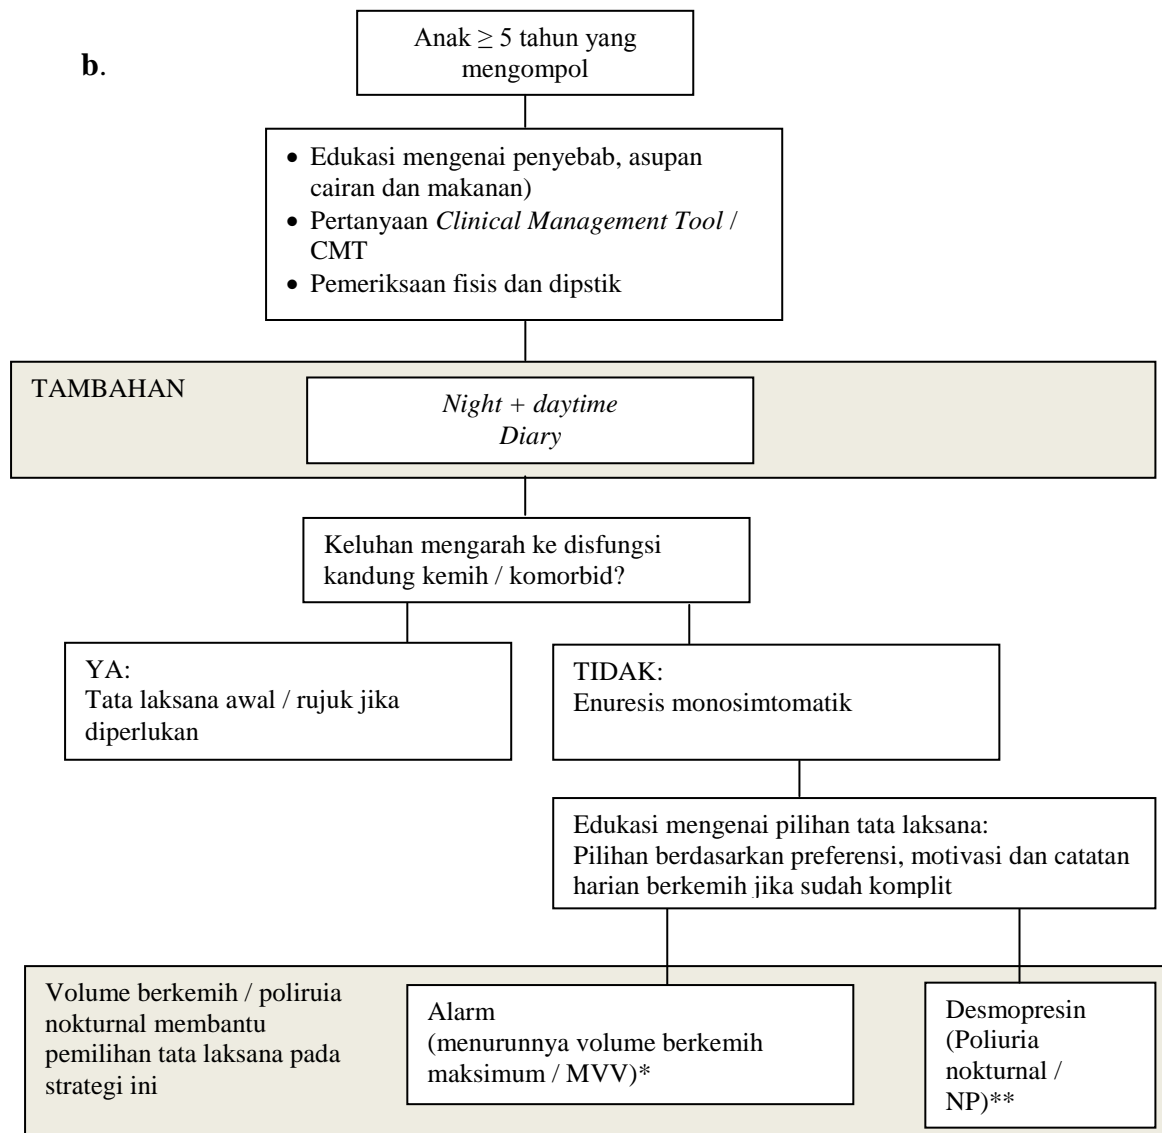 b.
Anak ≥ 5 tahun yang
mengompol
• Edukasi mengenai penyebab, asupan
cairan dan makanan)
• Pertanyaan Clinical Management Tool /
CMT
• Pemeriksaan fisis dan dipstik
TAMBAHAN
Night + daytime
Diary
Keluhan mengarah ke disfungsi
kandung kemih / komorbid?
YA:
Tata laksana awal / rujuk jika
diperlukan
TIDAK:
Enuresis monosimtomatik
Edukasi mengenai pilihan tata laksana:
Pilihan berdasarkan preferensi, motivasi dan catatan
harian berkemih jika sudah komplit
Volume berkemih / poliruia
nokturnal membantu
pemilihan tata laksana pada
strategi ini
Alarm
(menurunnya volume berkemih
maksimum / MVV)*
Desmopresin
(Poliuria
nokturnal /
NP)**